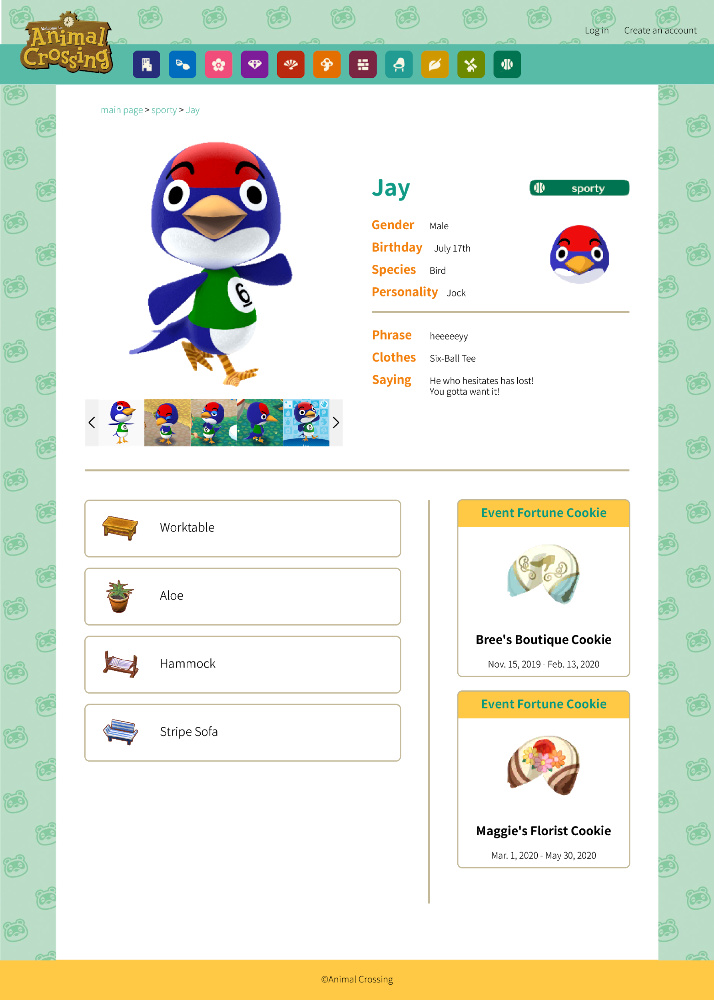 Welcome to
Animal
Crossing
Log in
Create an account
main page > sporty > Jay
Jay
sporty
Gender Male
Birthday July 17th
Species Bird
Personality Jock
6
Phrase heeeeeyy
Clothes Six-Ball Tee
Saying He who hesitates has lost!
You gotta want it!
6
6
Worktable
Aloe
Hammock
Stripe Sofa
Event Fortune Cookie
Bree's Boutique Cookie
Nov. 15, 2019 - Feb. 13, 2020
Event Fortune Cookie
Maggie's Florist Cookie
Mar. 1, 2020 - May 30, 2020
©Animal Crossing